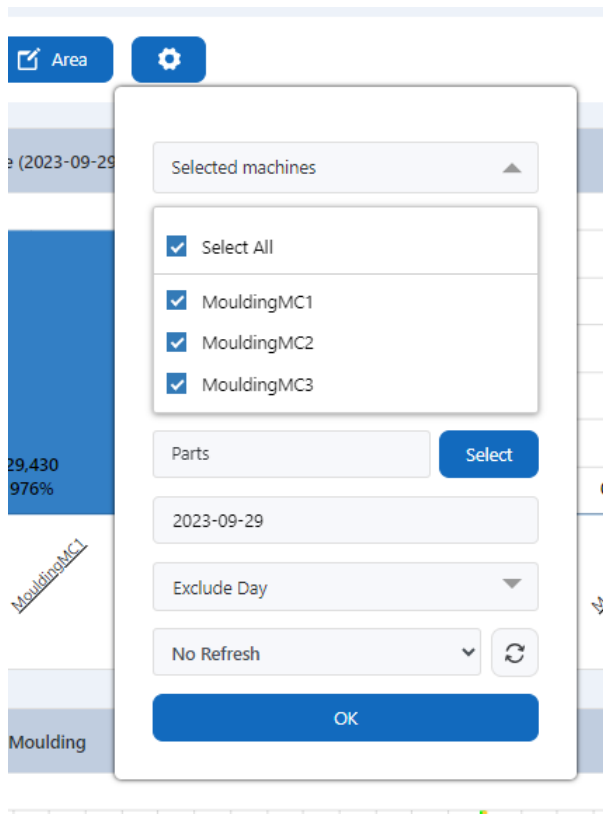 Area
e (2023-09-29
Selected machines
Select All
MouldingMC1
MouldingMC2
MouldingMC3
29,430
976%
Parts
Select
2023-09-29
MouldingMC1
Exclude Day
No Refresh
OK
Moulding